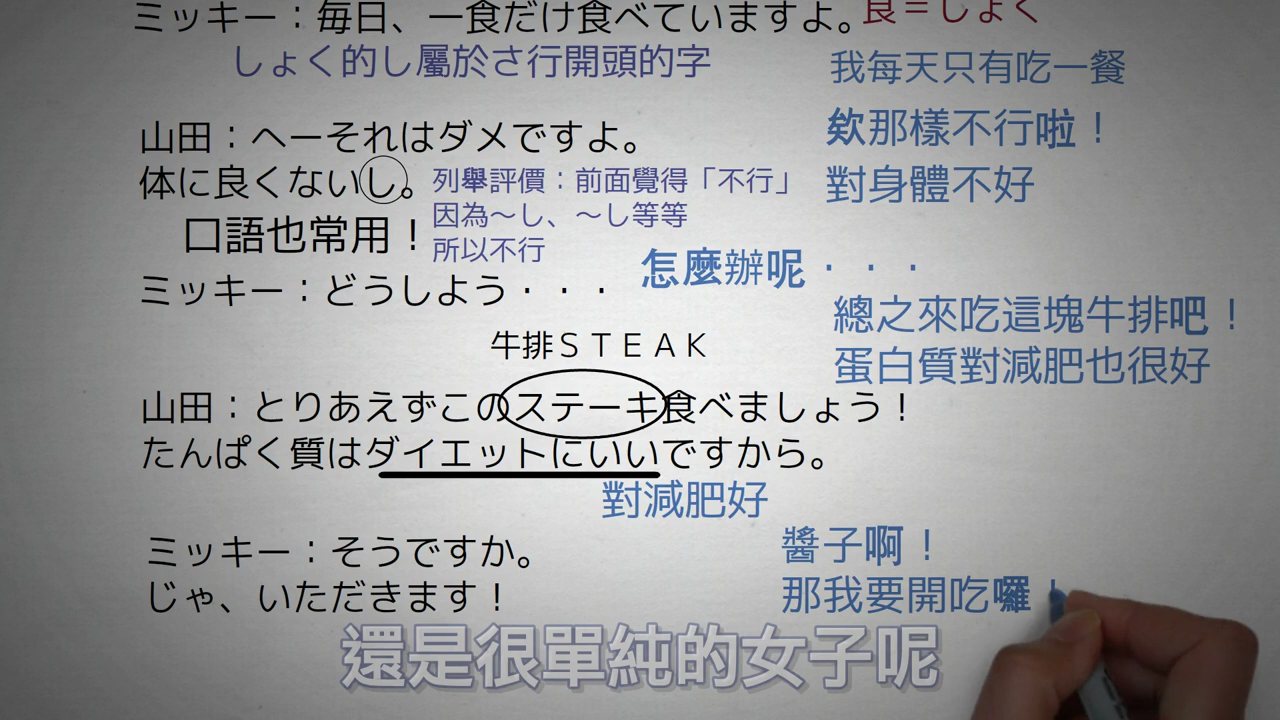 ミッキー：毎日、一食だけ食べていますよ。
食＝しょく
しょく的し屬於さ行開頭的字
我每天只有吃一餐
山田：へーそれはダメですよ。
欸那樣不行啦！
体に良くないし。
列舉評價：前面覺得「不行」
對身體不好
因為～し、～し等等
口語也常用！
所以不行
ミッキー：どうしよう・・・
怎麼辦呢・・・
總之來吃這塊牛排吧！
牛排ＳＴＥＡＫ
蛋白質對減肥也很好
山田：とりあえずこのステーキ食べましょう！
たんぱく質はダイエットにいいですから。
對減肥好
ミッキー：そうですか。
醬子啊！
じゃ、いただきます！
那我要開吃囉！
還是很單純的女子呢